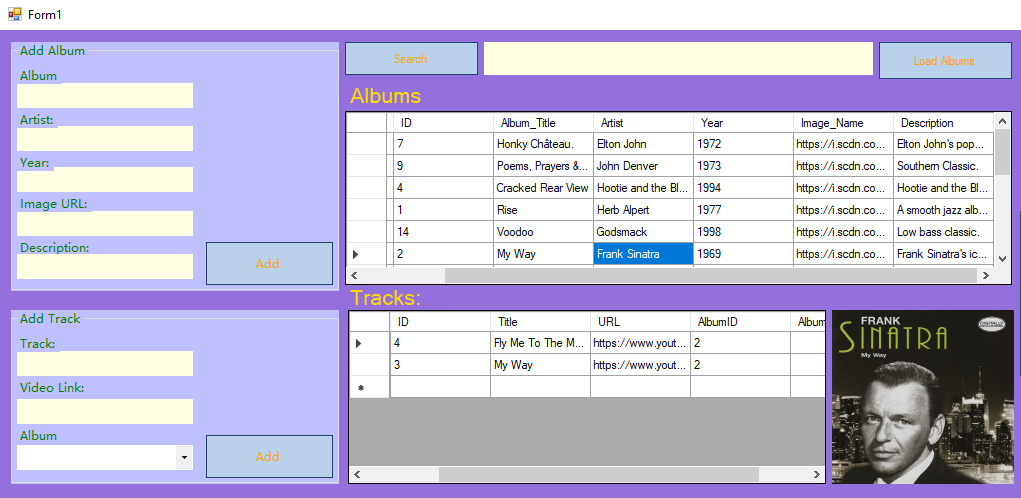 Form1
Add Album
Album
Artist:
Year:
Image URL:
Description:
Add
Add Track
Track:
Video Link:
Album
Add
Search
Load Albums
Albums
ID Album_Title Artist Year Image_Name Description
7 Honky Château. Elton John 1972 https://i.scdn.co... Elton John's pop...
9 Poems, Prayers &... John Denver 1973 https://i.scdn.co... Southern Classic.
4 Cracked Rear View Hootie and the Bl... 1994 https://i.scdn.co... Hootie and the Bl...
1 Rise Herb Alpert 1977 https://i.scdn.co... A smooth jazz alb...
14 Voodoo Godsmack 1998 https://i.scdn.co... Low bass classic.
2 My Way Frank Sinatra 1969 https://i.scdn.co... Frank Sinatra's ic...
Tracks:
ID Title URL AlbumID Album
4 Fly Me To The M... https://www.yout... 2
3 My Way https://www.yout... 2
FRANK
SINATRA
My Way
DIGITALLY